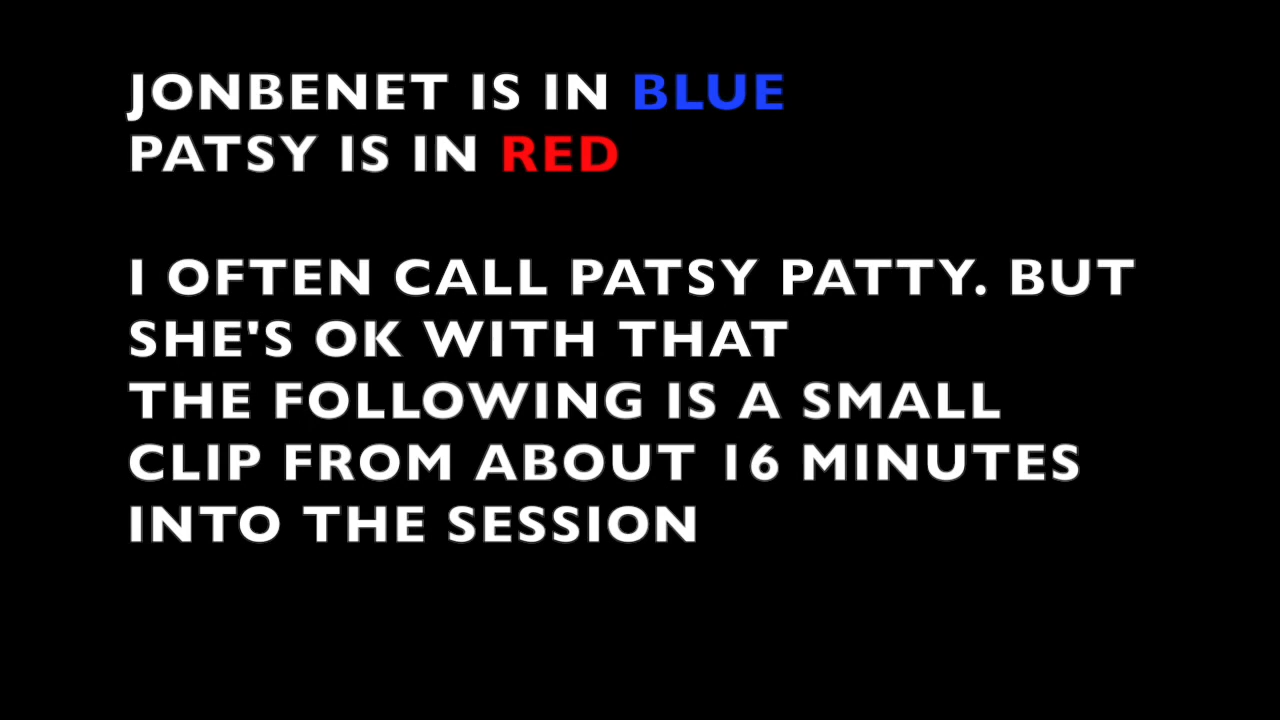 JONBENET IS IN BLUE
PATSY IS IN RED
I OFTEN CALL PATSY PATTY. BUT
SHE'S OK WITH THAT
THE FOLLOWING IS A SMALL
CLIP FROM ABOUT 16 MINUTES
INTO THE SESSION